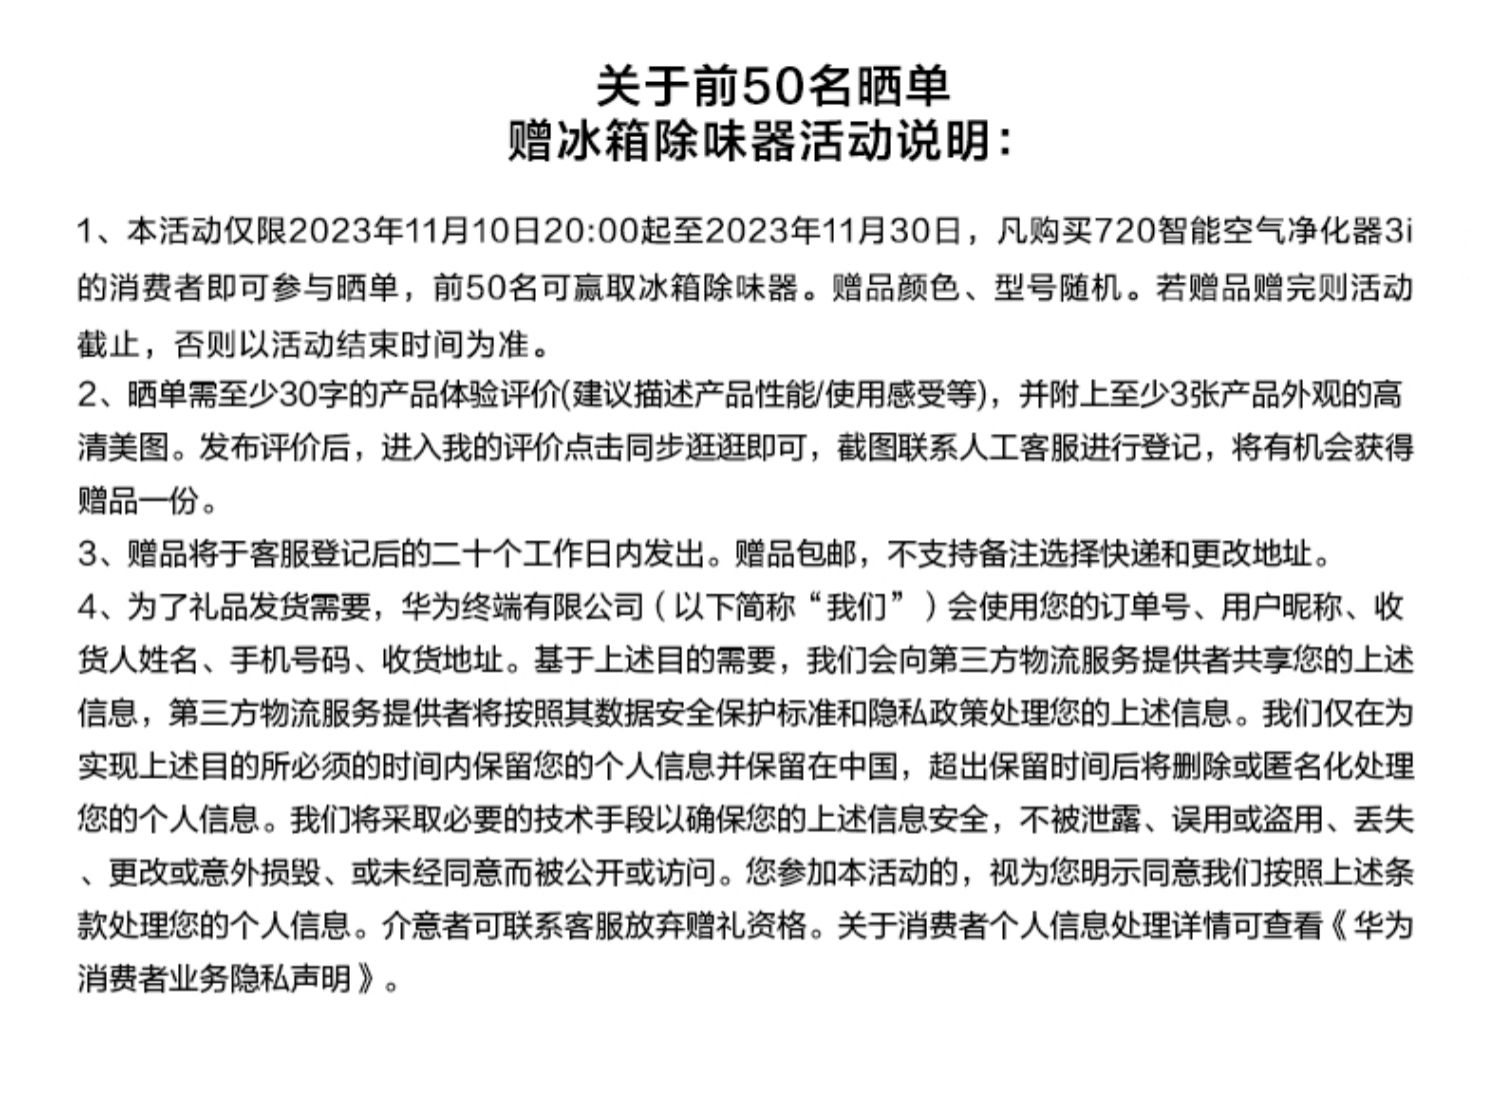 关于前50名晒单
赠冰箱除味器活动说明：
1、本活动仅限2023年11月10日20:00起至2023年11月30日，凡购买720智能空气净化器3i
的消费者即可参与晒单，前50名可赢取冰箱除味器。赠品颜色、型号随机。若赠品赠完则活动
截止，否则以活动结束时间为准。
2、晒单需至少30字的产品体验评价(建议描述产品性能/使用感受等)，并附上至少3张产品外观的高
清美图。发布评价后，进入我的评价点击同步逛逛即可，截图联系人工客服进行登记，将有机会获得
赠品一份。
3、赠品将于客服登记后的二十个工作日内发出。赠品包邮，不支持备注选择快递和更改地址。
4、为了礼品发货需要，华为终端有限公司（以下简称“我们”）会使用您的订单号、用户昵称、收
货人姓名、手机号码、收货地址。基于上述目的需要，我们会向第三方物流服务提供者共享您的上述
信息，第三方物流服务提供者将按照其数据安全保护标准和隐私政策处理您的上述信息。我们仅在为
实现上述目的所必须的时间内保留您的个人信息并保留在中国，超出保留时间后将删除或匿名化处理
您的个人信息。我们将采取必要的技术手段以确保您的上述信息安全，不被泄露、误用或盗用、丢失
、更改或意外损毁、或未经同意而被公开或访问。您参加本活动的，视为您明示同意我们按照上述条
款处理您的个人信息。介意者可联系客服放弃赠礼资格。关于消费者个人信息处理详情可查看《华为
消费者业务隐私声明》。